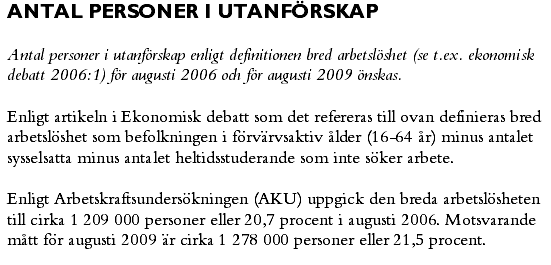 ANTAL PERSONER I UTANFÖRSKAP
Antal personer i utanförskap enligt definitionen bred arbetslöshet (se t.ex. ekonomisk
debatt 2006:1) för augusti 2006 och för augusti 2009 önskas.
Enligt artikeln i Ekonomisk debatt som det refereras till ovan definieras bred
arbetslöshet som befolkningen i förvärvsaktiv ålder (16-64 år) minus antalet
sysselsatta minus antalet heltidsstuderande som inte söker arbete.
Enligt Arbetskraftsundersökningen (AKU) uppgick den breda arbetslösheten
till cirka 1 209 000 personer eller 20,7 procent i augusti 2006. Motsvarande
mått för augusti 2009 är cirka 1 278 000 personer eller 21,5 procent.